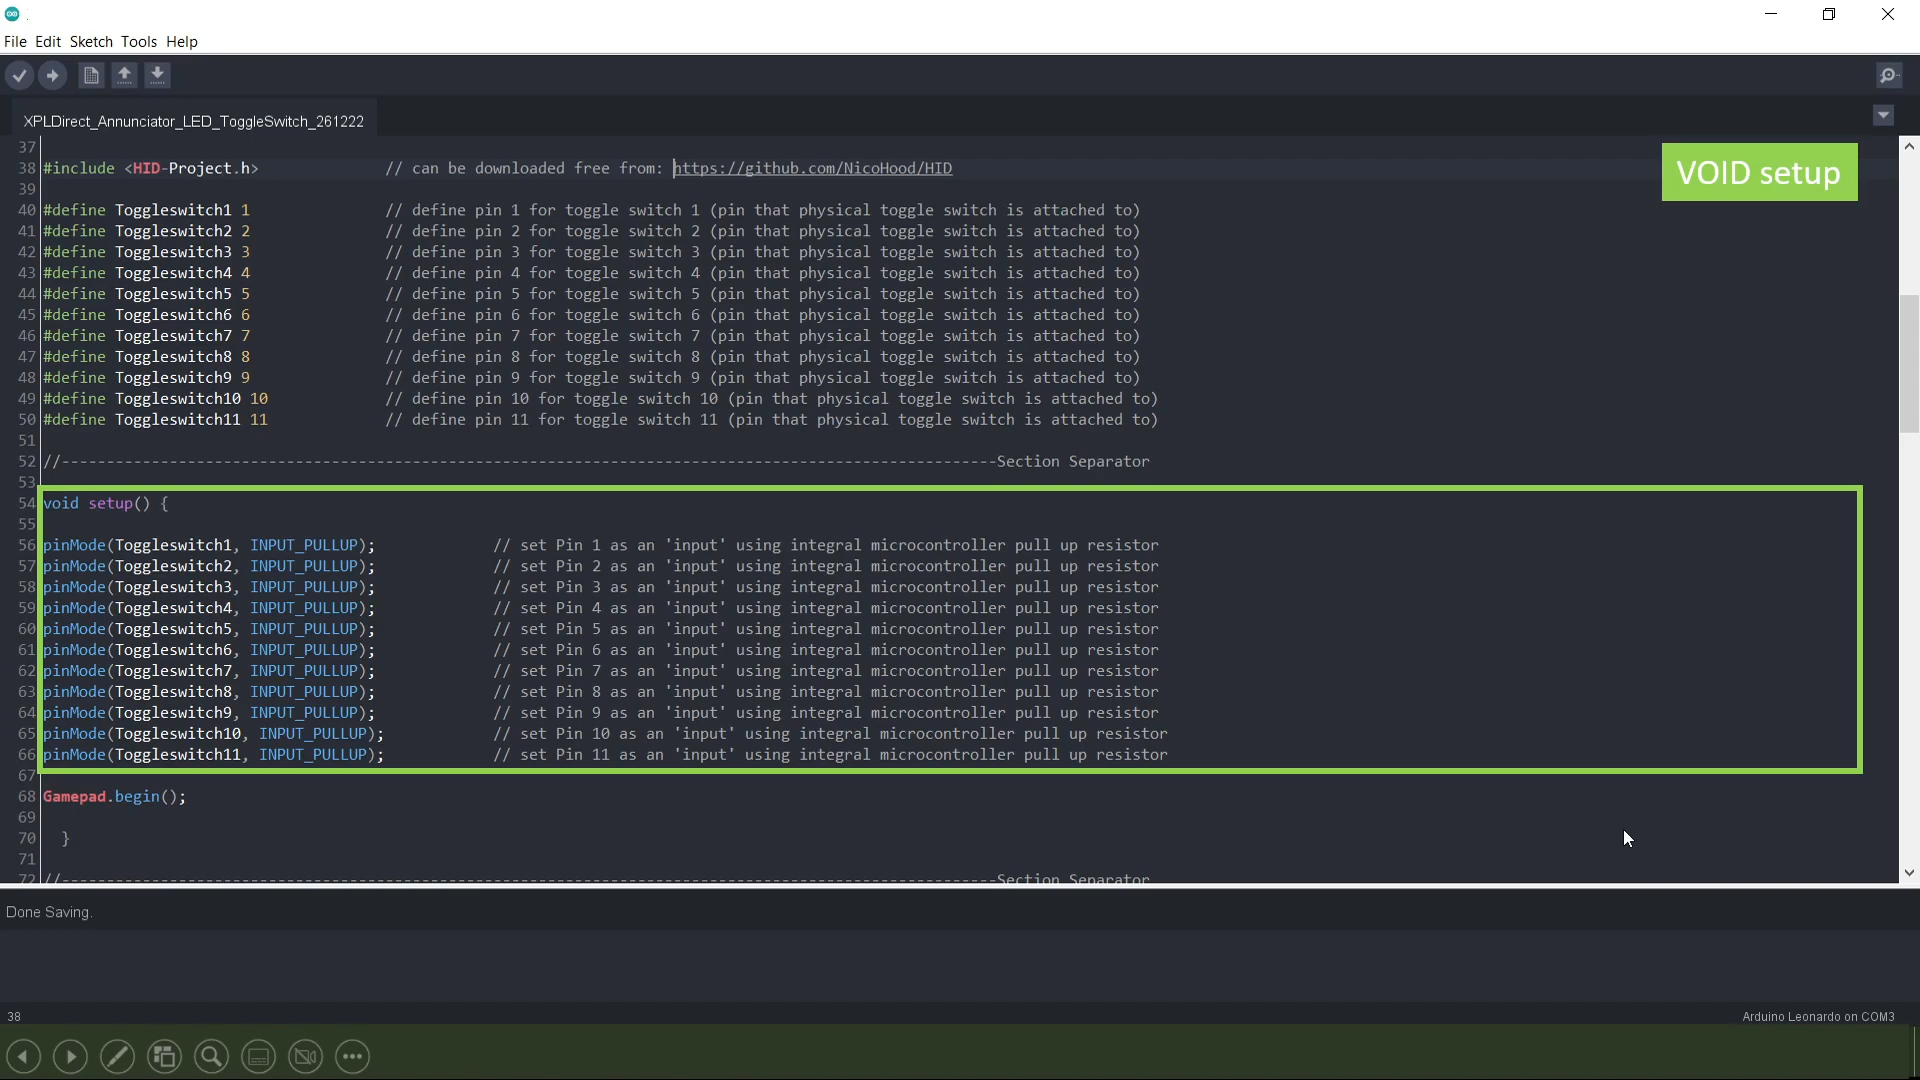 File Edit Sketch Tools Help
XPLDirect_Annunciator_LED_ToggleSwitch_261222
VOID setup
37
38 #include <HID-Project.h> // can be downloaded free from: https://github.com/NicoHood/HID
39
40 #define Toggleswitch1 1 // define pin 1 for toggle switch 1 (pin that physical toggle switch is attached to)
41 #define Toggleswitch2 2 // define pin 2 for toggle switch 2 (pin that physical toggle switch is attached to)
42 #define Toggleswitch3 3 // define pin 3 for toggle switch 3 (pin that physical toggle switch is attached to)
43 #define Toggleswitch4 4 // define pin 4 for toggle switch 4 (pin that physical toggle switch is attached to)
44 #define Toggleswitch5 5 // define pin 5 for toggle switch 5 (pin that physical toggle switch is attached to)
45 #define Toggleswitch6 6 // define pin 6 for toggle switch 6 (pin that physical toggle switch is attached to)
46 #define Toggleswitch7 7 // define pin 7 for toggle switch 7 (pin that physical toggle switch is attached to)
47 #define Toggleswitch8 8 // define pin 8 for toggle switch 8 (pin that physical toggle switch is attached to)
48 #define Toggleswitch9 9 // define pin 9 for toggle switch 9 (pin that physical toggle switch is attached to)
49 #define Toggleswitch10 10 // define pin 10 for toggle switch 10 (pin that physical toggle switch is attached to)
50 #define Toggleswitch11 11 // define pin 11 for toggle switch 11 (pin that physical toggle switch is attached to)
51
52 //--------------------------------------------------------------------------------------------------------Section Separator
53
54 void setup() {
55
56 pinMode(Toggleswitch1, INPUT_PULLUP); // set Pin 1 as an 'input' using integral microcontroller pull up resistor
57 pinMode(Toggleswitch2, INPUT_PULLUP); // set Pin 2 as an 'input' using integral microcontroller pull up resistor
58 pinMode(Toggleswitch3, INPUT_PULLUP); // set Pin 3 as an 'input' using integral microcontroller pull up resistor
59 pinMode(Toggleswitch4, INPUT_PULLUP); // set Pin 4 as an 'input' using integral microcontroller pull up resistor
60 pinMode(Toggleswitch5, INPUT_PULLUP); // set Pin 5 as an 'input' using integral microcontroller pull up resistor
61 pinMode(Toggleswitch6, INPUT_PULLUP); // set Pin 6 as an 'input' using integral microcontroller pull up resistor
62 pinMode(Toggleswitch7, INPUT_PULLUP); // set Pin 7 as an 'input' using integral microcontroller pull up resistor
63 pinMode(Toggleswitch8, INPUT_PULLUP); // set Pin 8 as an 'input' using integral microcontroller pull up resistor
64 pinMode(Toggleswitch9, INPUT_PULLUP); // set Pin 9 as an 'input' using integral microcontroller pull up resistor
65 pinMode(Toggleswitch10, INPUT_PULLUP); // set Pin 10 as an 'input' using integral microcontroller pull up resistor
66 pinMode(Toggleswitch11, INPUT_PULLUP); // set Pin 11 as an 'input' using integral microcontroller pull up resistor
67
68 Gamepad.begin();
69
70 }
71
72 //--------------------------------------------------------------------------------------------------------Section Separator
Done Saving.
38
Arduino Leonardo on COM3